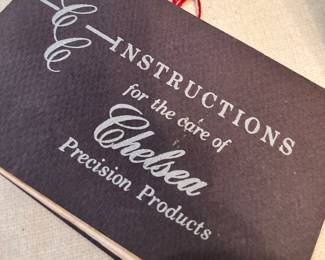 CC
INSTRUCTIONS
for the care of
Chelsea
Precision Products